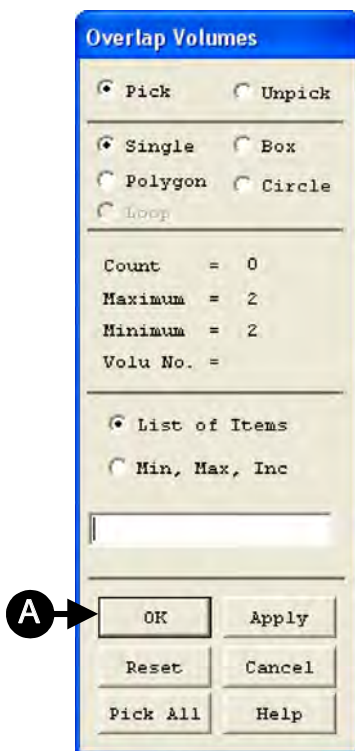 Overlap Volumes
Pick Unpick
Single Box
Polygon Circle
Loop
Count = 0
Maximum = 2
Minimum = 2
Volu No. =
List of Items
Min, Max, Inc
A OK Apply
Reset Cancel
Pick All Help